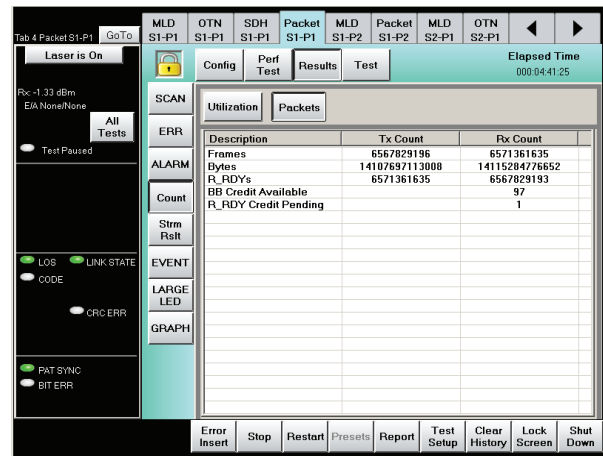 Tab 4 Packet S1-P1 GoTo
MLD S1-P1
OTN S1-P1
SDH S1-P1
Packet S1-P1
MLD S1-P2
Packet S1-P2
MLD S2-P1
OTN S2-P1
Laser is On
Config
Perf Test
Results
Test
Elapsed Time
000:04:41:25
Rx: -1.33 dBm
E/A None/None
All Tests
Test Paused
LOS LINK STATE
CODE
CRC ERR
PAT SYNC
BIT ERR
SCAN
ERR
ALARM
Count
Strm Rslt
EVENT
LARGE LED
GRAPH
Utilization Packets
Description Tx Count Rx Count
Frames 6567829196 6571361635
Bytes 14107697113008 14115284776652
R_RDYs 6571361635 6567829193
BB Credit Available 97
R_RDY Credit Pending 1
Error Insert
Stop
Restart
Presets
Report
Test Setup
Clear History
Lock Screen
Shut Down